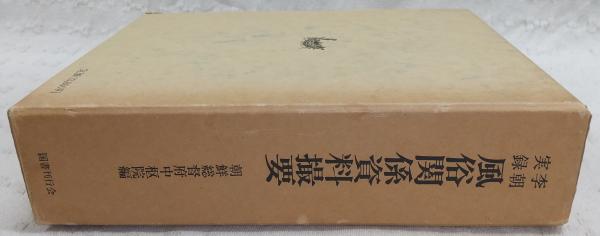 李朝
実録
風俗関係資料撮要
朝鮮総督府中枢院編
国書刊行会